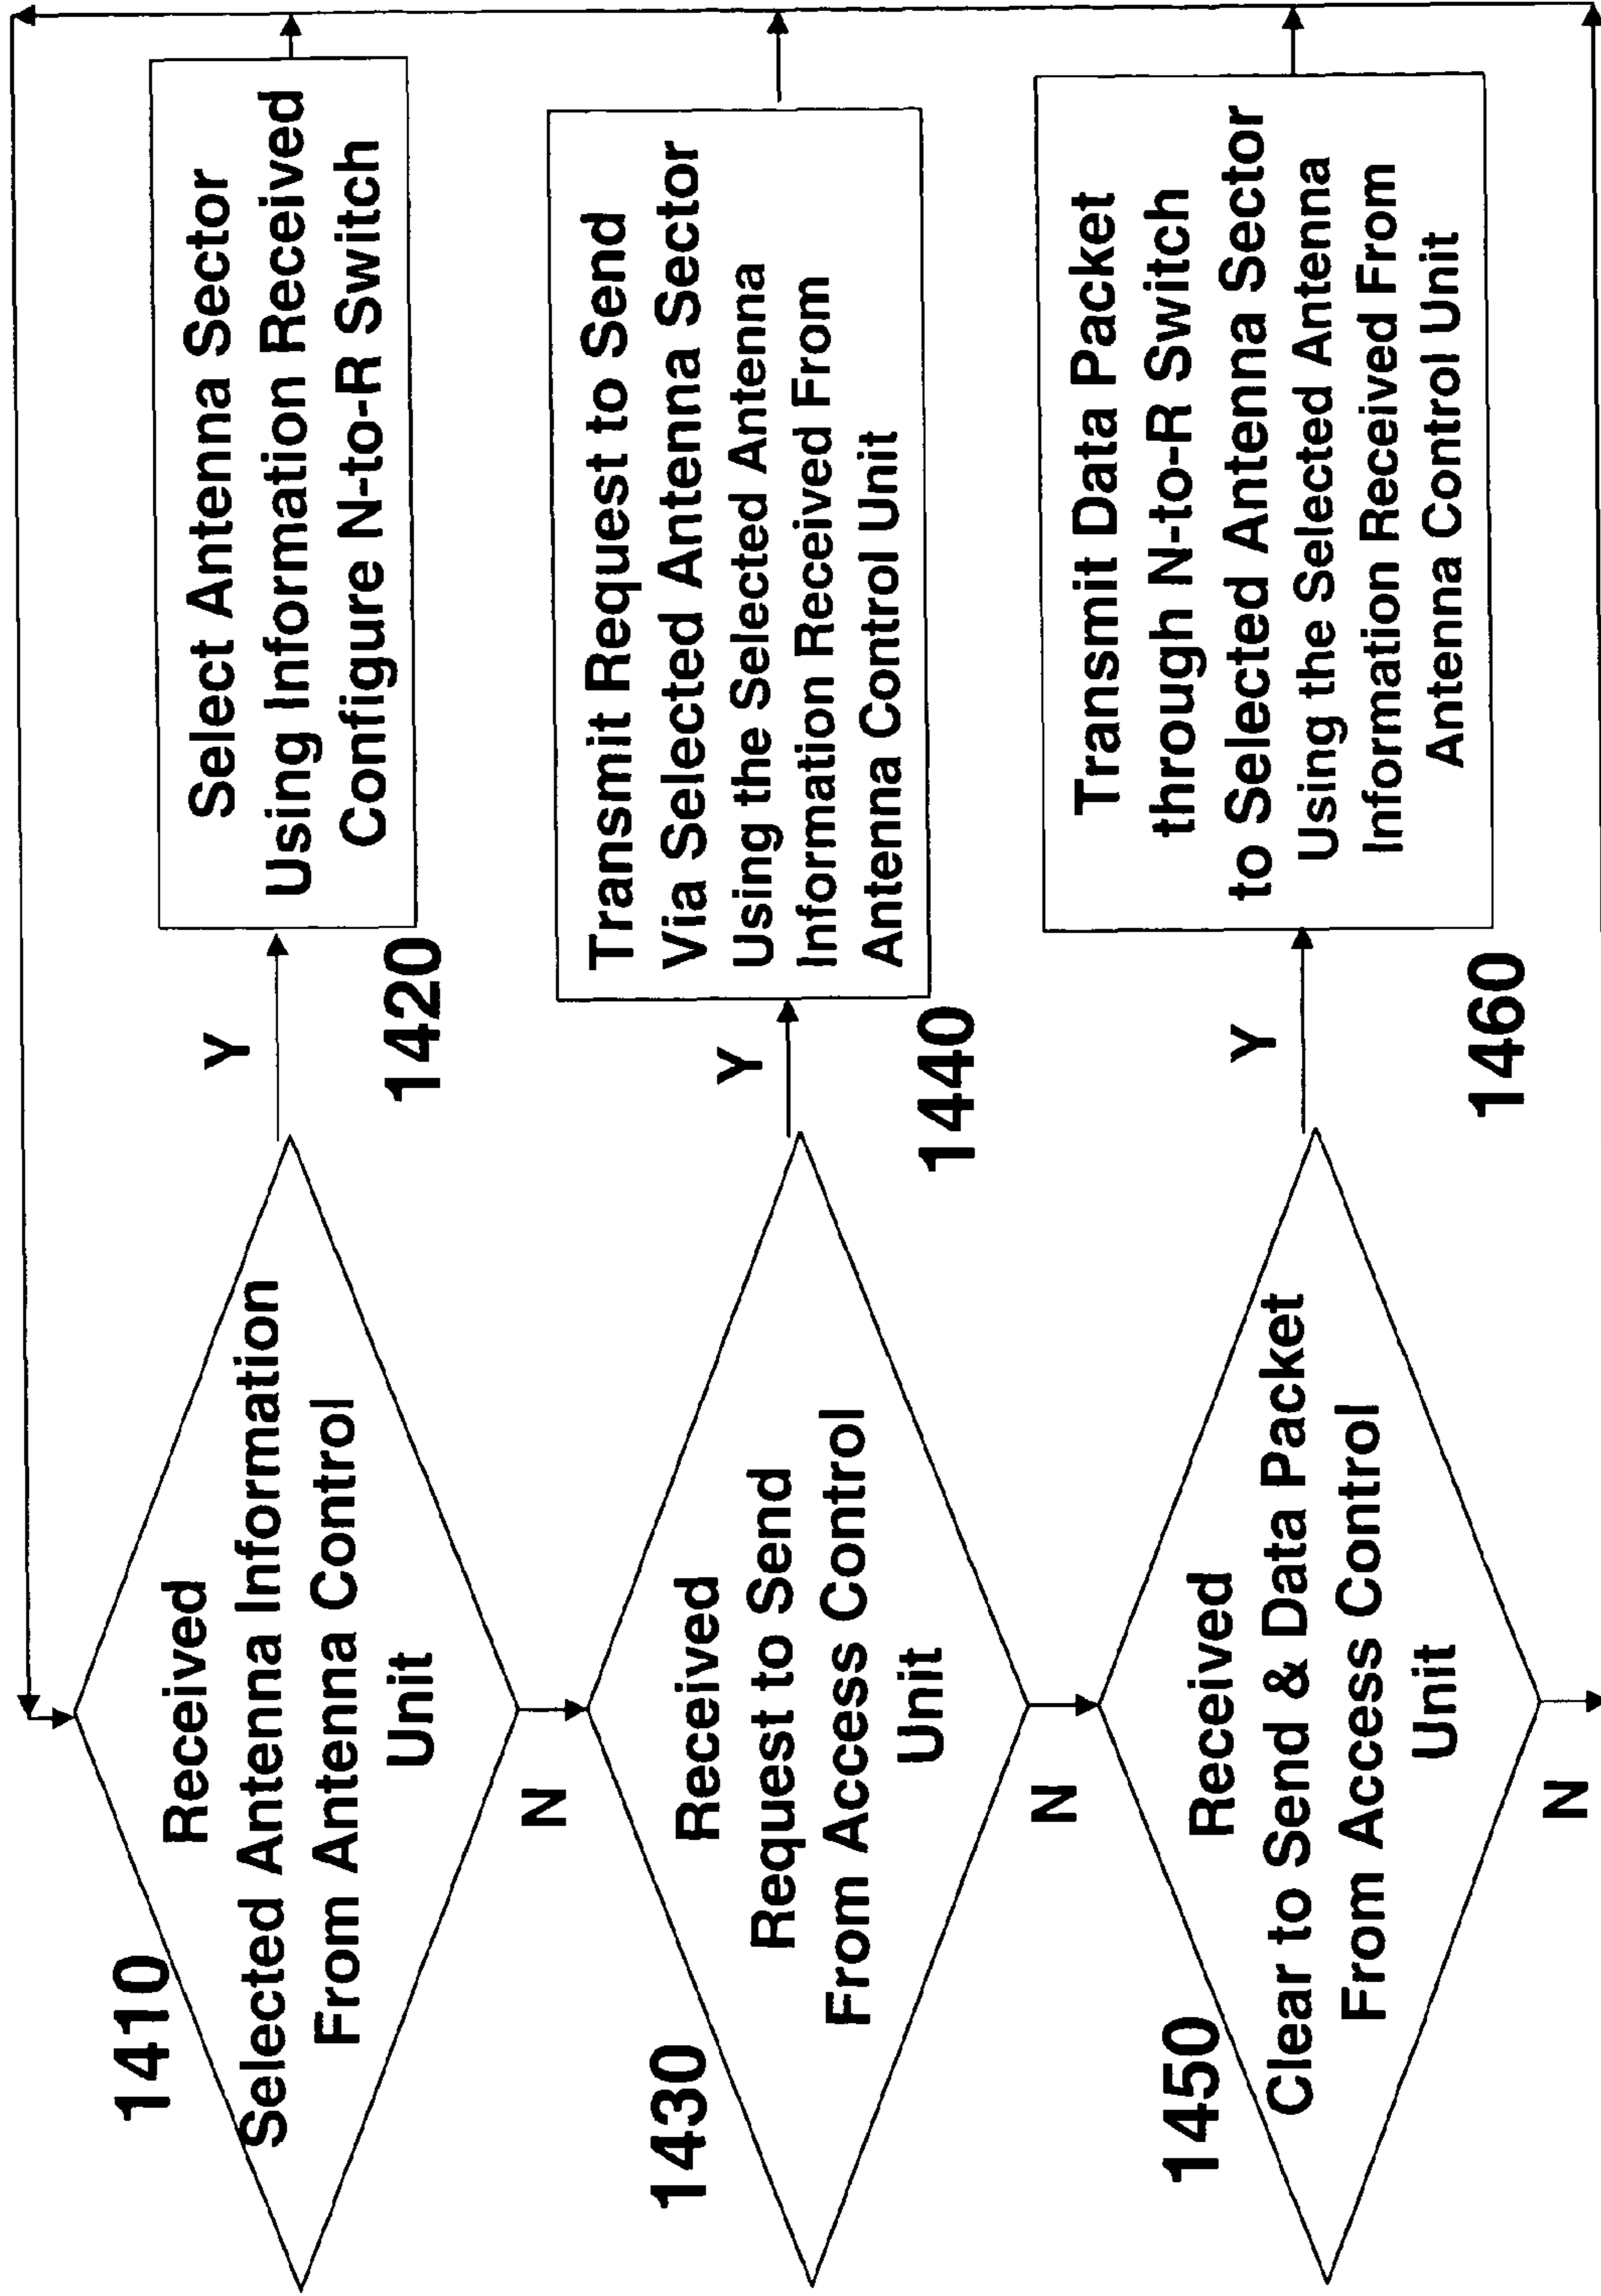 1410
Received
Selected Antenna Information
From Antenna Control
Unit
Y
1420
Select Antenna Sector
Using Information Received
Configure N-to-R Switch
N
1430
Received
Request to Send
From Access Control
Unit
Y
1440
Transmit Request to Send
Via Selected Antenna Sector
Using the Selected Antenna
Information Received From
Antenna Control Unit
N
1450
Received
Clear to Send & Data Packet
From Access Control
Unit
Y
1460
Transmit Data Packet
through N-to-R Switch
to Selected Antenna Sector
Using the Selected Antenna
Information Received From
Antenna Control Unit
N